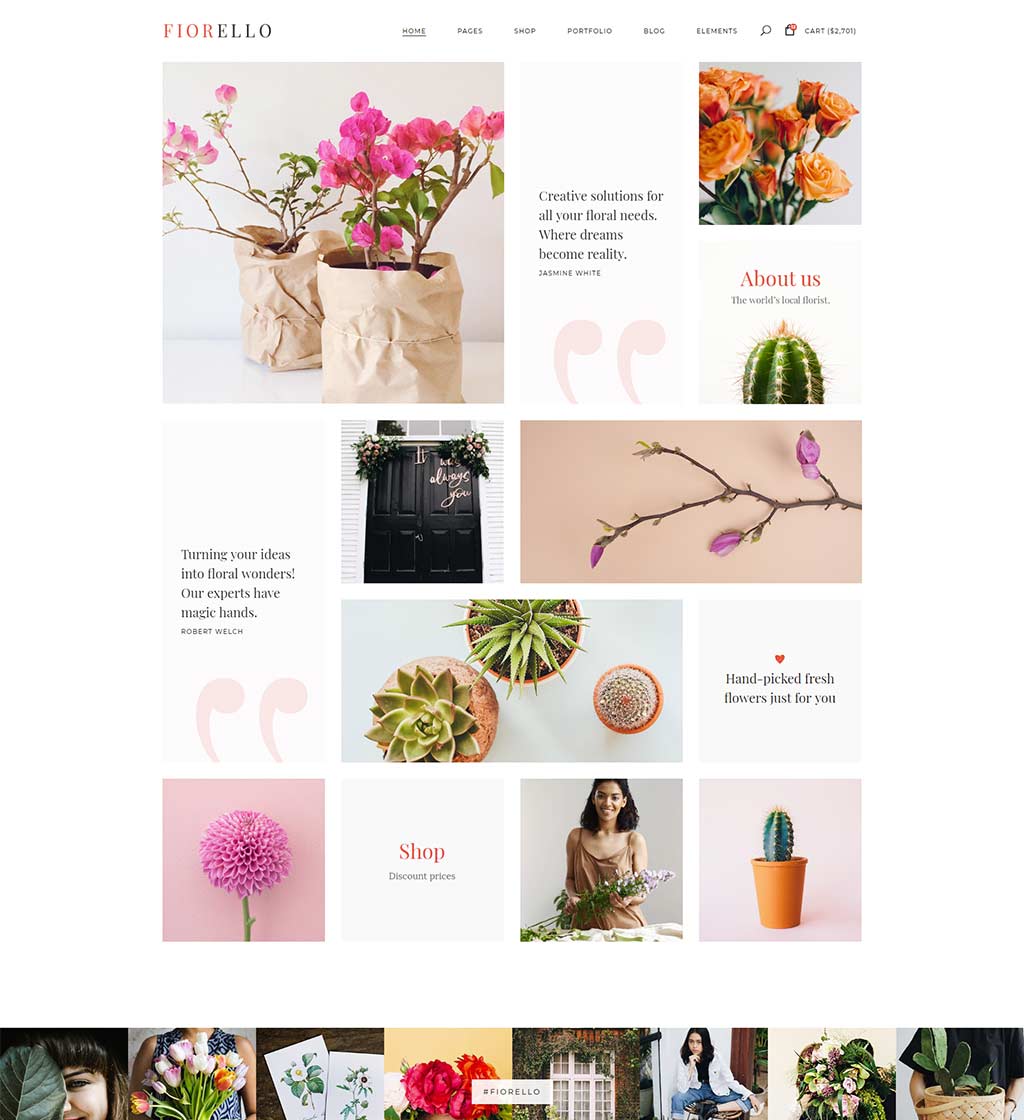 FIORELLO
HOME PAGES SHOP PORTFOLIO BLOG ELEMENTS CART ($2,701)
Creative solutions for
all your floral needs.
Where dreams
become reality.
JASMINE WHITE
About us
The world's local florist.
It was
always
you
Turning your ideas
into floral wonders!
Our experts have
magic hands.
ROBERT WELCH
Hand-picked fresh
flowers just for you
Shop
Discount prices
#FIORELLO